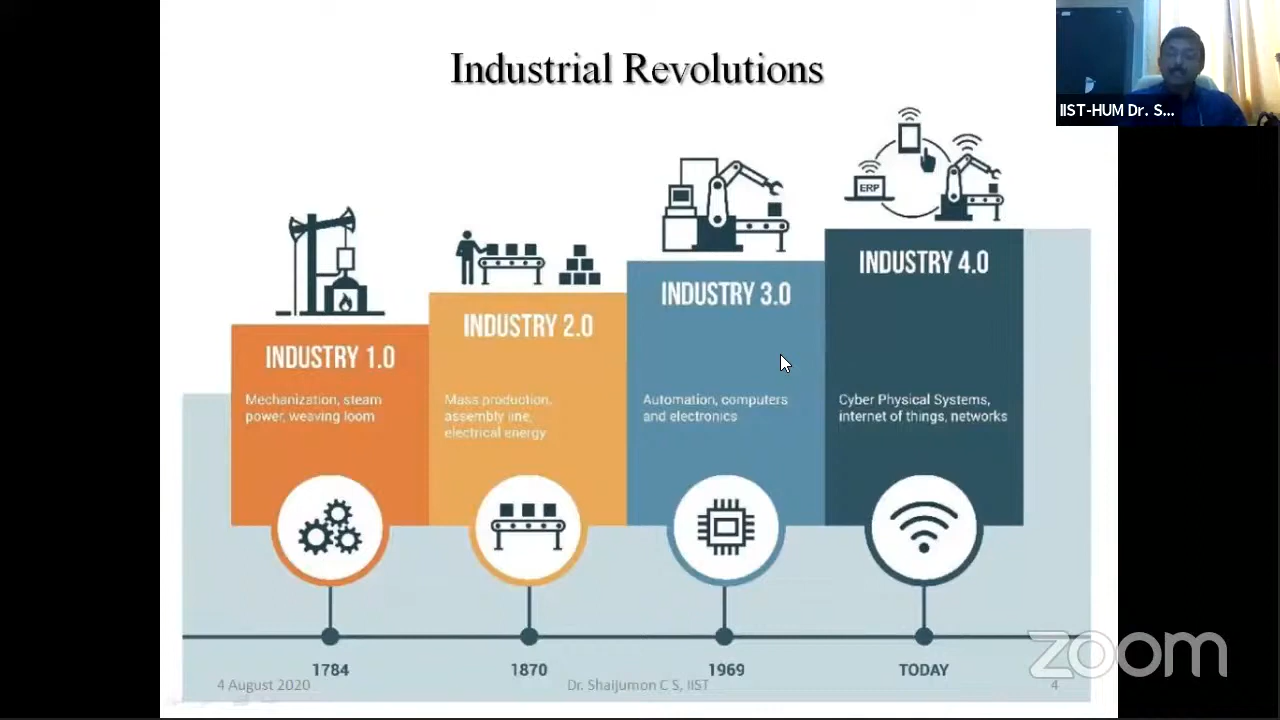 Industrial Revolutions
IIST-HUM Dr. S...
ERP
INDUSTRY 1.0
Mechanization, steam
power, weaving loom
INDUSTRY 2.0
Mass production,
assembly line,
electrical energy
INDUSTRY 3.0
Automation, computers
and electronics
INDUSTRY 4.0
Cyber Physical Systems,
internet of things, networks
1784
1870
1969
TODAY
4 August 2020
Dr. Shaijumon C S, IIST
4
zoom